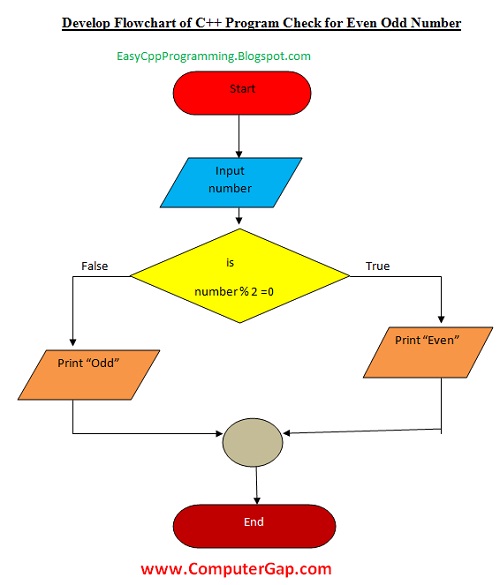 Develop Flowchart of C++ Program Check for Even Odd Number
EasyCppProgramming.Blogspot.com
Start
Input
number
is
number % 2 =0
False
True
Print “Odd”
Print “Even”
End
www.ComputerGap.com